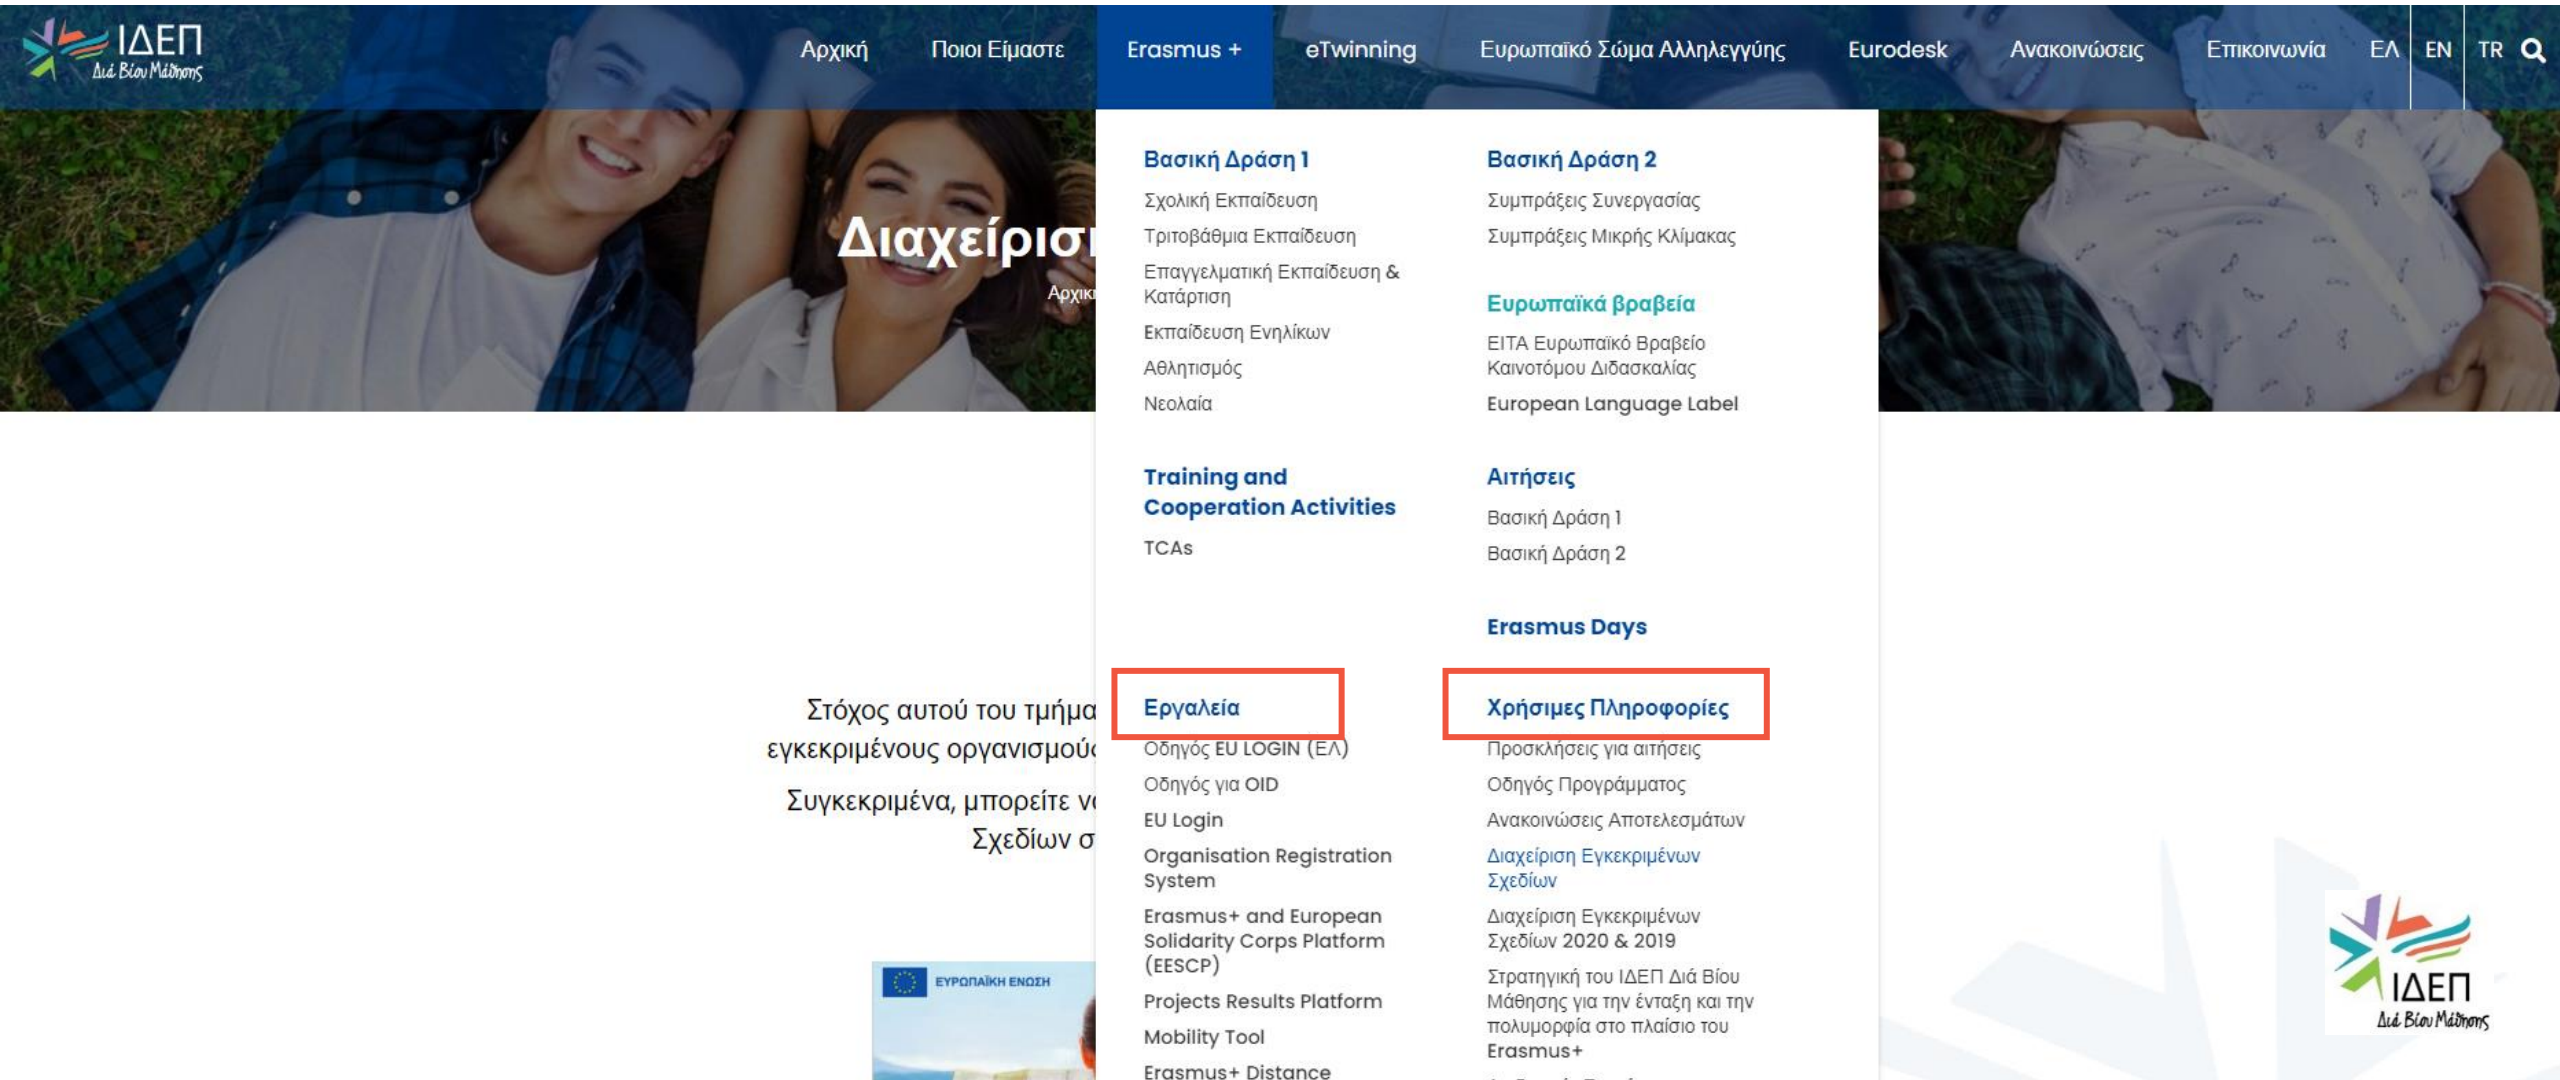 ΙΔΕΠ
Διά Βίου Μάθησης
Αρχική
Ποιοι Είμαστε
Erasmus +
eTwinning
Ευρωπαϊκό Σώμα Αλληλεγγύης
Eurodesk
Ανακοινώσεις
Επικοινωνία
ΕΛ
EN
TR
Διαχείρισ
Αρχικ
Βασική Δράση 1
Σχολική Εκπαίδευση
Τριτοβάθμια Εκπαίδευση
Επαγγελματική Εκπαίδευση &
Κατάρτιση
Εκπαίδευση Ενηλίκων
Αθλητισμός
Νεολαία
Βασική Δράση 2
Συμπράξεις Συνεργασίας
Συμπράξεις Μικρής Κλίμακας
Ευρωπαϊκά βραβεία
ΕΙΤΑ Ευρωπαϊκό Βραβείο
Καινοτόμου Διδασκαλίας
European Language Label
Training and
Cooperation Activities
TCAs
Αιτήσεις
Βασική Δράση 1
Βασική Δράση 2
Erasmus Days
Στόχος αυτού του τμήμα
εγκεκριμένους οργανισμού
Συγκεκριμένα, μπορείτε ν
Σχεδίων σ
ΕΥΡΩΠΑΪΚΗ ΕΝΩΣΗ
Εργαλεία
Οδηγός EU LOGIN (ΕΛ)
Οδηγός για OID
EU Login
Organisation Registration
System
Erasmus+ and European
Solidarity Corps Platform
(EESCP)
Projects Results Platform
Mobility Tool
Erasmus+ Distance
Χρήσιμες Πληροφορίες
Προσκλήσεις για αιτήσεις
Οδηγός Προγράμματος
Ανακοινώσεις Αποτελεσμάτων
Διαχείριση Εγκεκριμένων
Σχεδίων
Διαχείριση Εγκεκριμένων
Σχεδίων 2020 & 2019
Στρατηγική του ΙΔΕΠ Διά Βίου
Μάθησης για την ένταξη και την
πολυμορφία στο πλαίσιο του
Erasmus+
ΙΔΕΠ
Διά Βίου Μάθησης